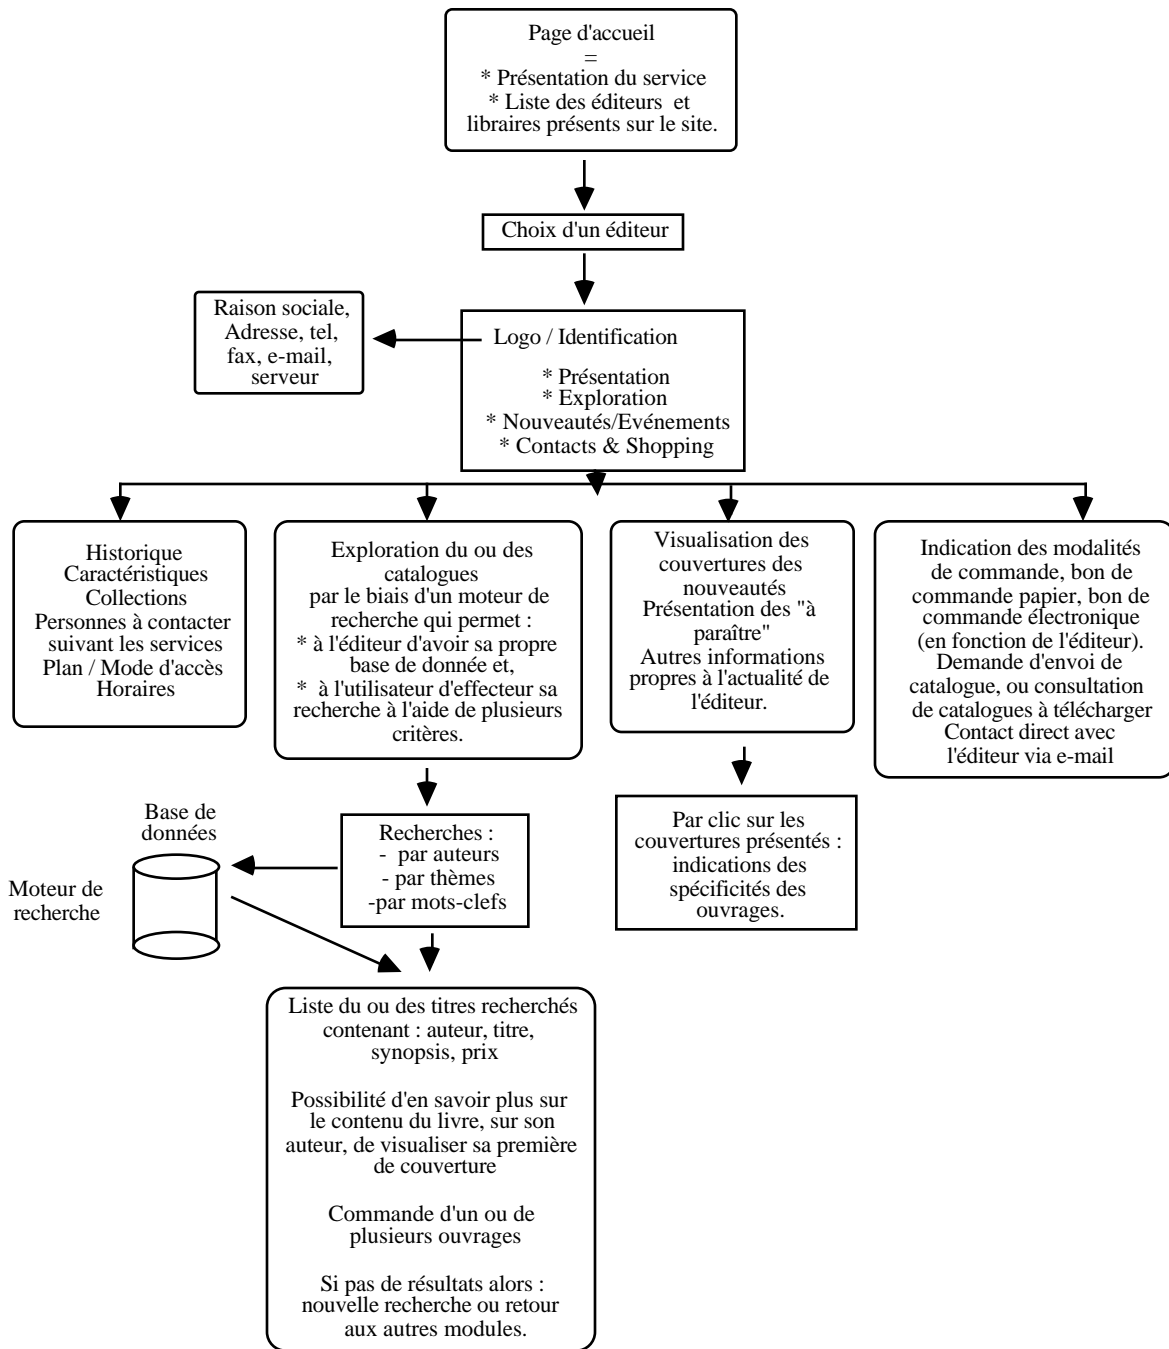 Page d'accueil
=
* Présentation du service
* Liste des éditeurs et
libraires présents sur le site.
Choix d'un éditeur
Raison sociale,
Adresse, tel,
fax, e-mail,
serveur
Logo / Identification
* Présentation
* Exploration
* Nouveautés/Evénements
* Contacts & Shopping
Historique
Caractéristiques
Collections
Personnes à contacter
suivant les services
Plan / Mode d'accès
Horaires
Exploration du ou des
catalogues
par le biais d'un moteur de
recherche qui permet :
* à l'éditeur d'avoir sa propre
base de donnée et,
* à l'utilisateur d'effecteur sa
recherche à l'aide de plusieurs
critères.
Visualisation des
couvertures des
nouveautés
Présentation des "à
paraître"
Autres informations
propres à l'actualité de
l'éditeur.
Indication des modalités
de commande, bon de
commande papier, bon de
commande électronique
(en fonction de l'éditeur).
Demande d'envoi de
catalogue, ou consultation
de catalogues à télécharger
Contact direct avec
l'éditeur via e-mail
Base de
données
Moteur de
recherche
Recherches :
- par auteurs
- par thèmes
-par mots-clefs
Par clic sur les
couvertures présentés :
indications des
spécificités des
ouvrages.
Liste du ou des titres recherchés
contenant : auteur, titre,
synopsis, prix
Possibilité d'en savoir plus sur
le contenu du livre, sur son
auteur, de visualiser sa première
de couverture
Commande d'un ou de
plusieurs ouvrages
Si pas de résultats alors :
nouvelle recherche ou retour
aux autres modules.